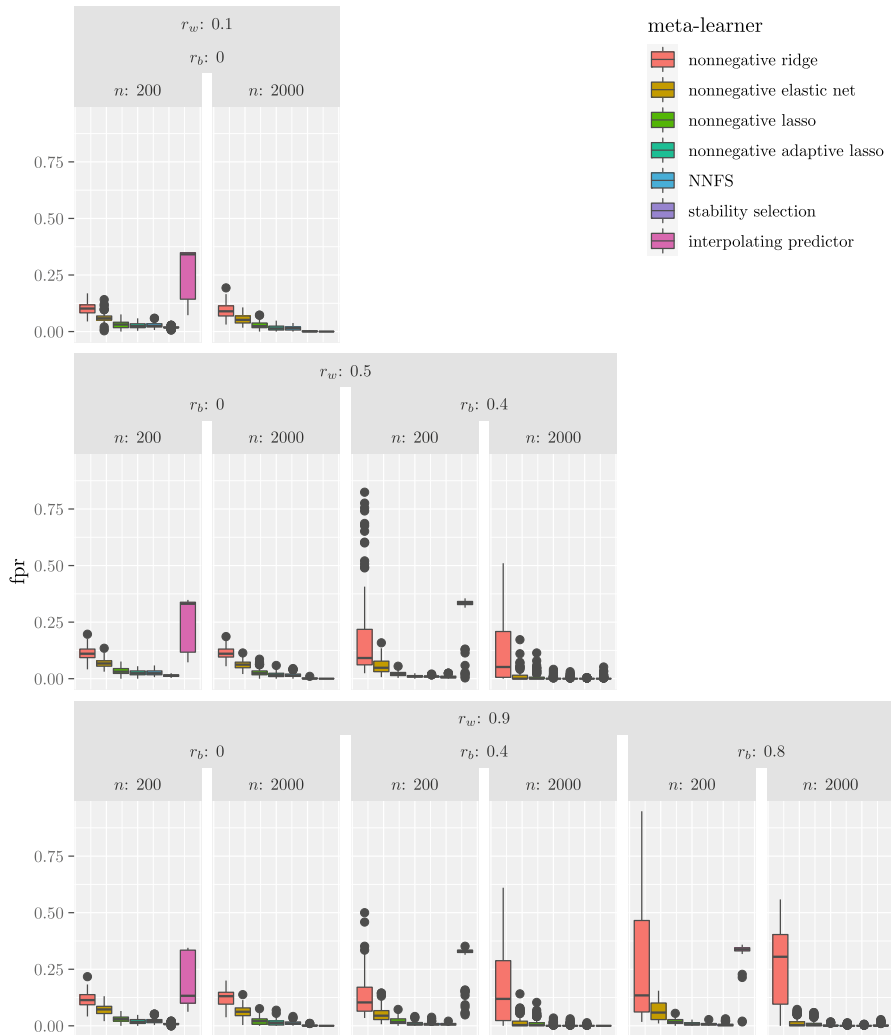 r_w: 0.1
r_b: 0
n: 200 n: 2000
0.75
0.50
0.25
0.00
meta-learner
nonnegative ridge
nonnegative elastic net
nonnegative lasso
nonnegative adaptive lasso
NNFS
stability selection
interpolating predictor
r_w: 0.5
r_b: 0 r_b: 0.4
n: 200 n: 2000 n: 200 n: 2000
0.75
0.50
0.25
0.00
fpr
r_w: 0.9
r_b: 0 r_b: 0.4 r_b: 0.8
n: 200 n: 2000 n: 200 n: 2000 n: 200 n: 2000
0.75
0.50
0.25
0.00